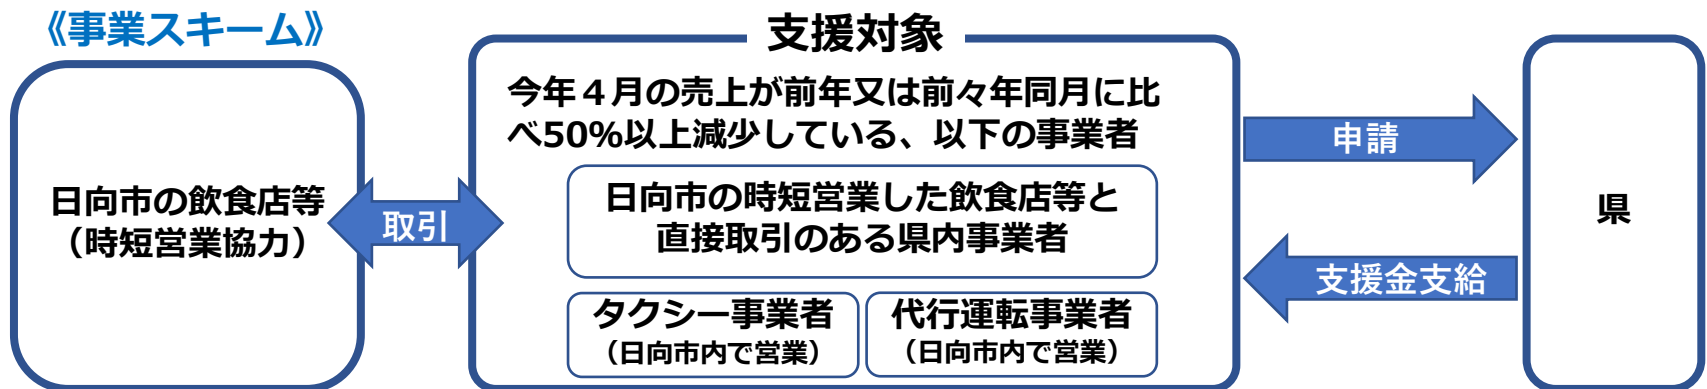 《事業スキーム》
支援対象
今年４月の売上が前年又は前々年同月に比
べ50%以上減少している、以下の事業者
日向市の飲食店等
（時短営業協力）
取引
日向市の時短営業した飲食店等と
直接取引のある県内事業者
タクシー事業者
（日向市内で営業）
代行運転事業者
（日向市内で営業）
申請
支援金支給
県